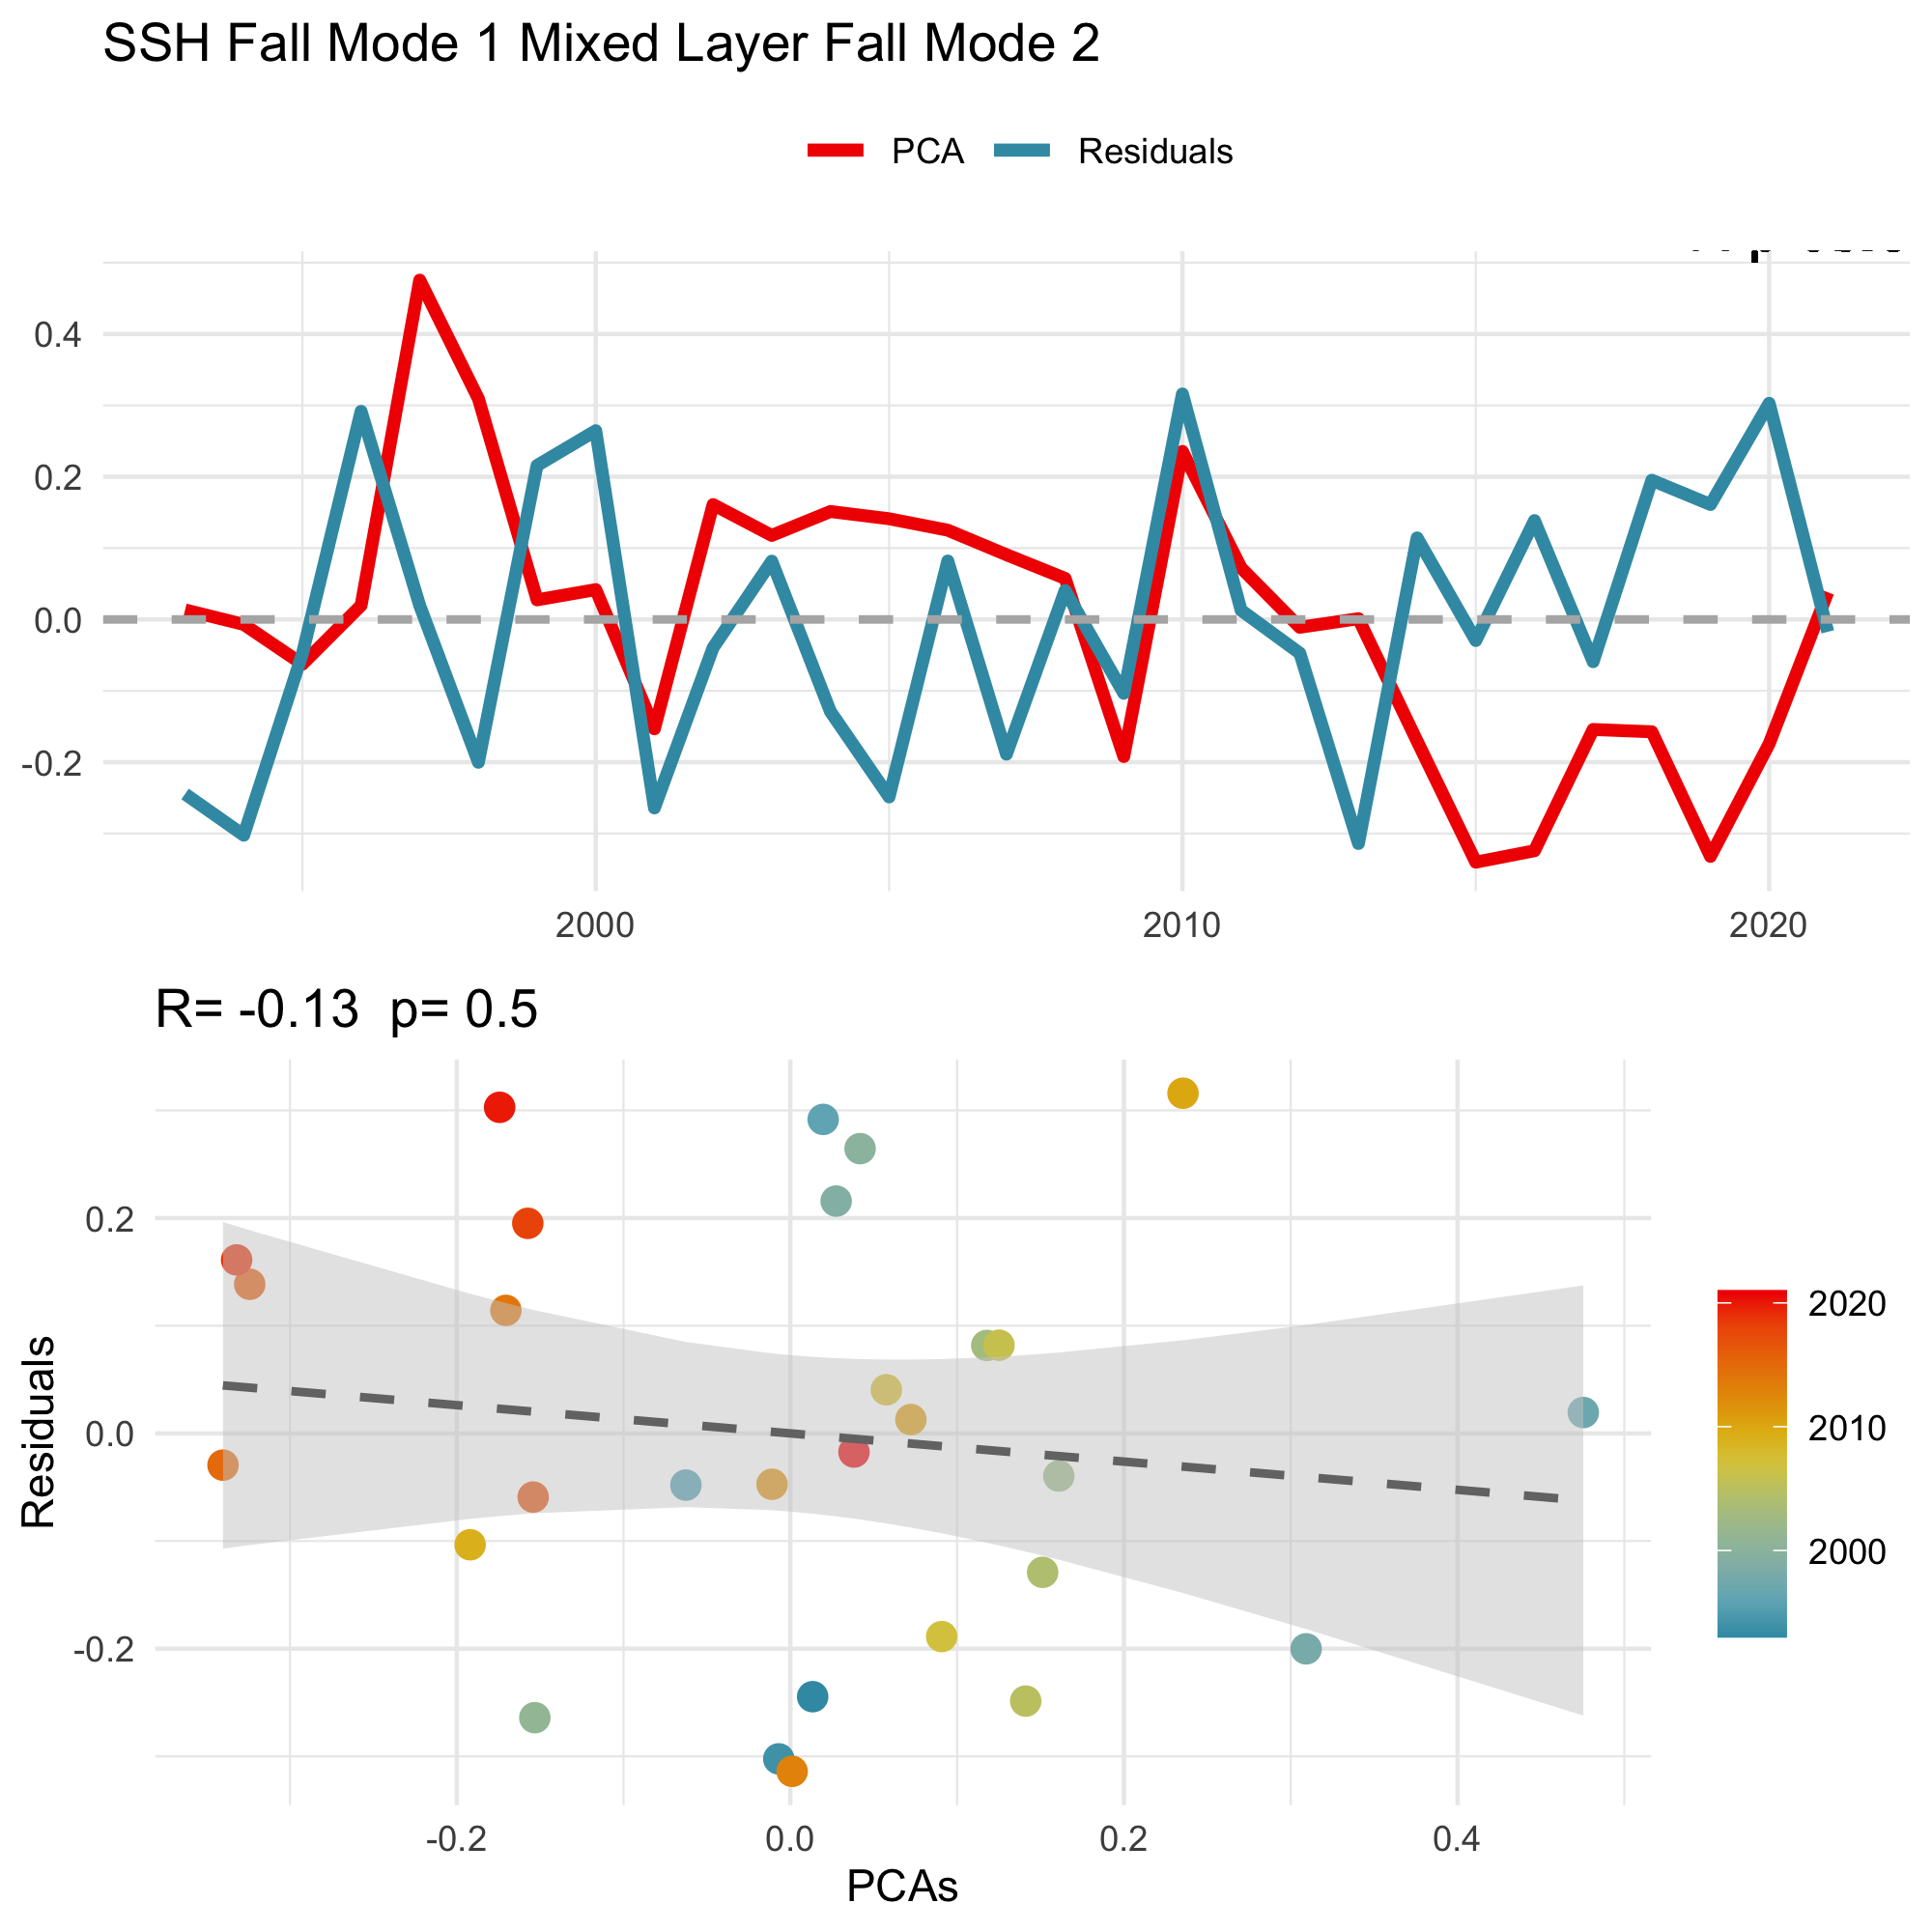 SSH Fall Mode 1 Mixed Layer Fall Mode 2
PCA Residuals
0.4
0.2
0.0
-0.2
2000 2010 2020
R= -0.13 p= 0.5
Residuals
0.2
0.0
-0.2
-0.2 0.0 0.2 0.4
PCAs
2020
2010
2000